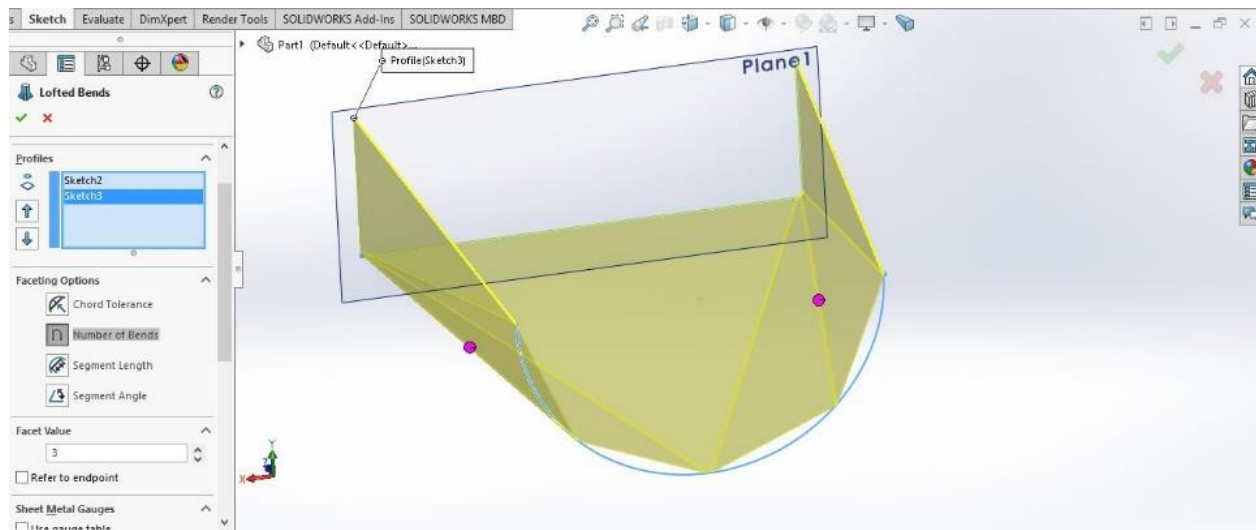 Sketch Evaluate DimXpert Render Tools SOLIDWORKS Add-Ins SOLIDWORKS MBD
Part1 (Default<<Default>...
Profile(Sketch3)
Plane1
Lofted Bends
Profiles
Sketch2
Sketch3
Faceting Options
Chord Tolerance
Number of Bends
Segment Length
Segment Angle
Facet Value
3
Refer to endpoint
Sheet Metal Gauges
Use gauge table
Y
X
Z